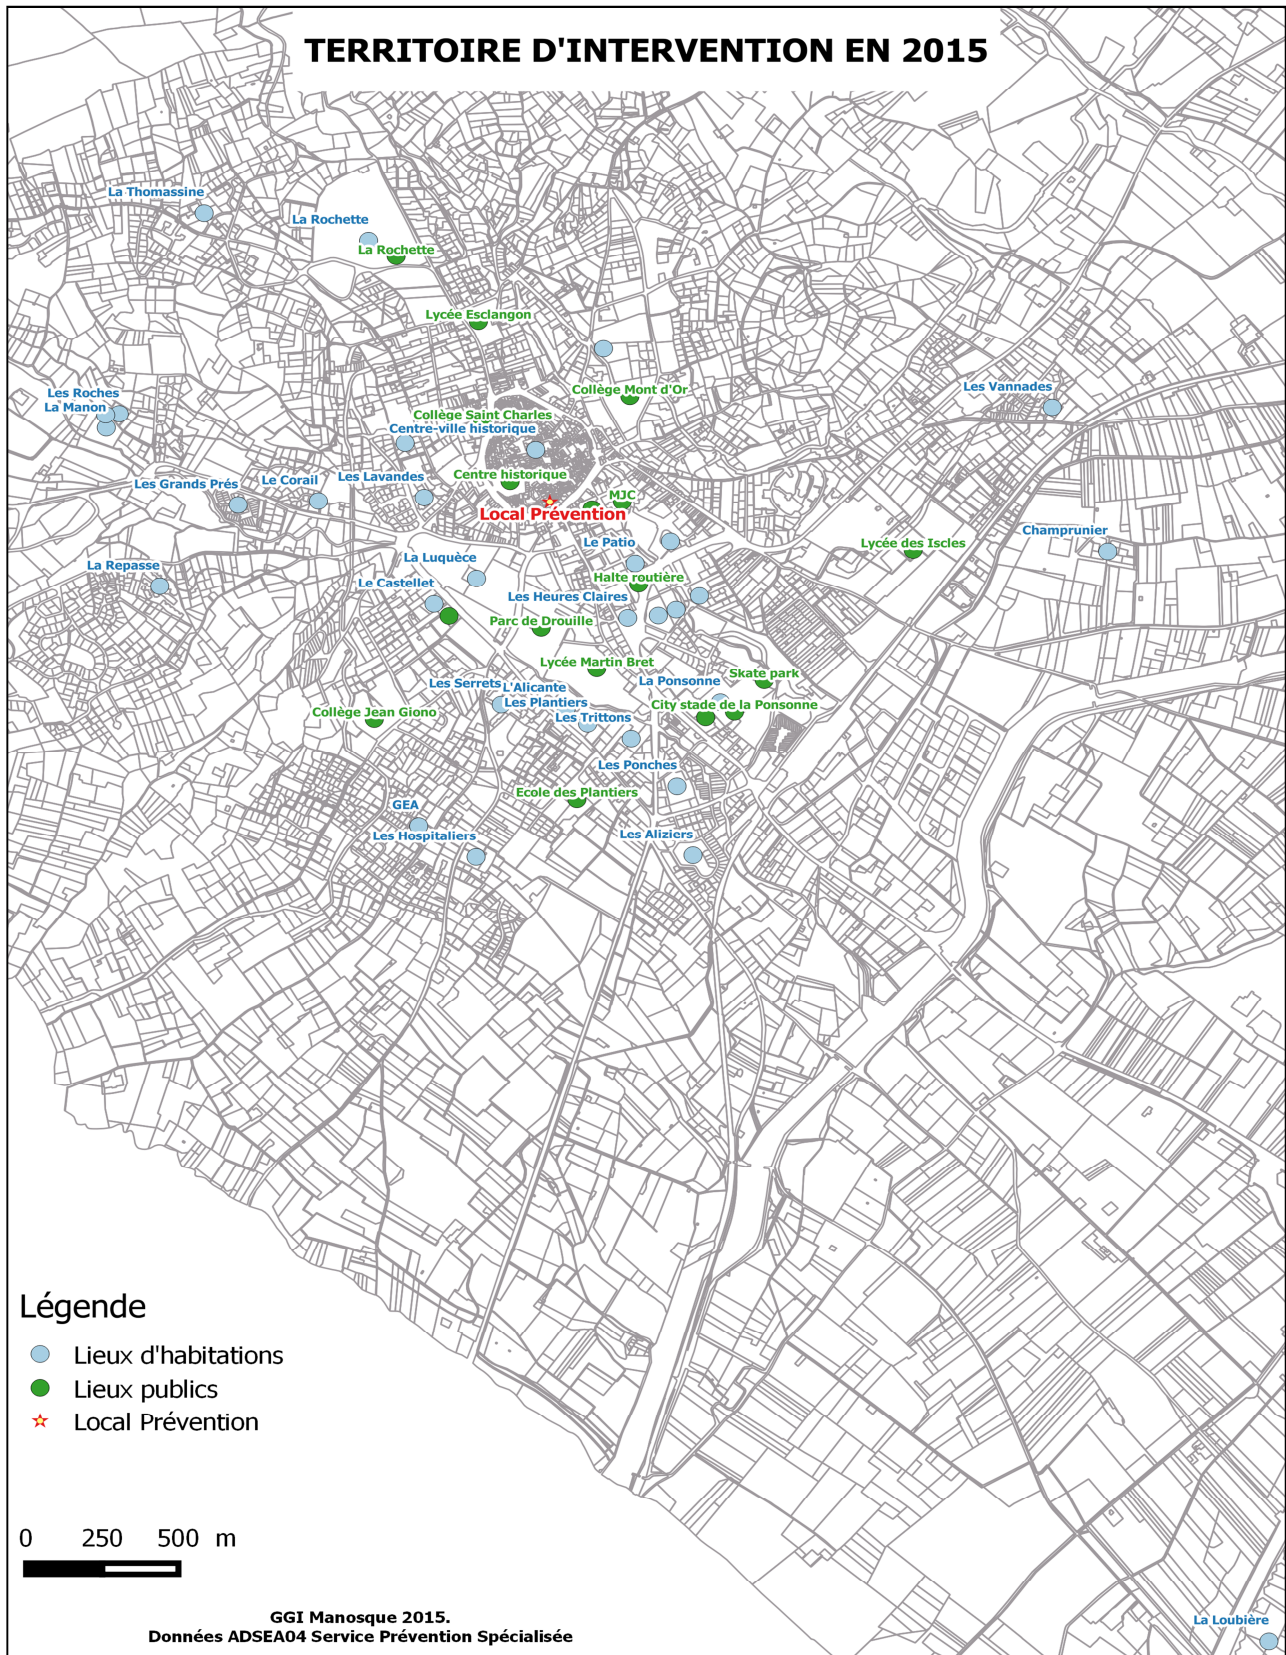 TERRITOIRE D'INTERVENTION EN 2015
La Thomassine
La Rochette
La Rochette
Lycée Esclangon
Collège Mont d'Or
Les Vannades
Les Roches
La Manon
Collège Saint Charles
Centre-ville historique
Centre historique
Les Lavandes
Le Corail
Les Grands Prés
MJC
Local Prévention
Le Patio
Lycée des Iscles
Champrunier
La Luquèce
La Repasse
Le Castellet
Halte routière
Les Heures Claires
Parc de Drouille
Lycée Martin Bret
Skate park
La Ponsonne
Les Serrets
L'Alicante
Les Plantiers
City stade de la Ponsonne
Collège Jean Giono
Les Trittons
Les Ponches
Ecole des Plantiers
GEA
Les Hospitaliers
Les Aliziers
Légende
Lieux d'habitations
Lieux publics
Local Prévention
0 250 500 m
GGI Manosque 2015.
Données ADSEA04 Service Prévention Spécialisée
La Loubière